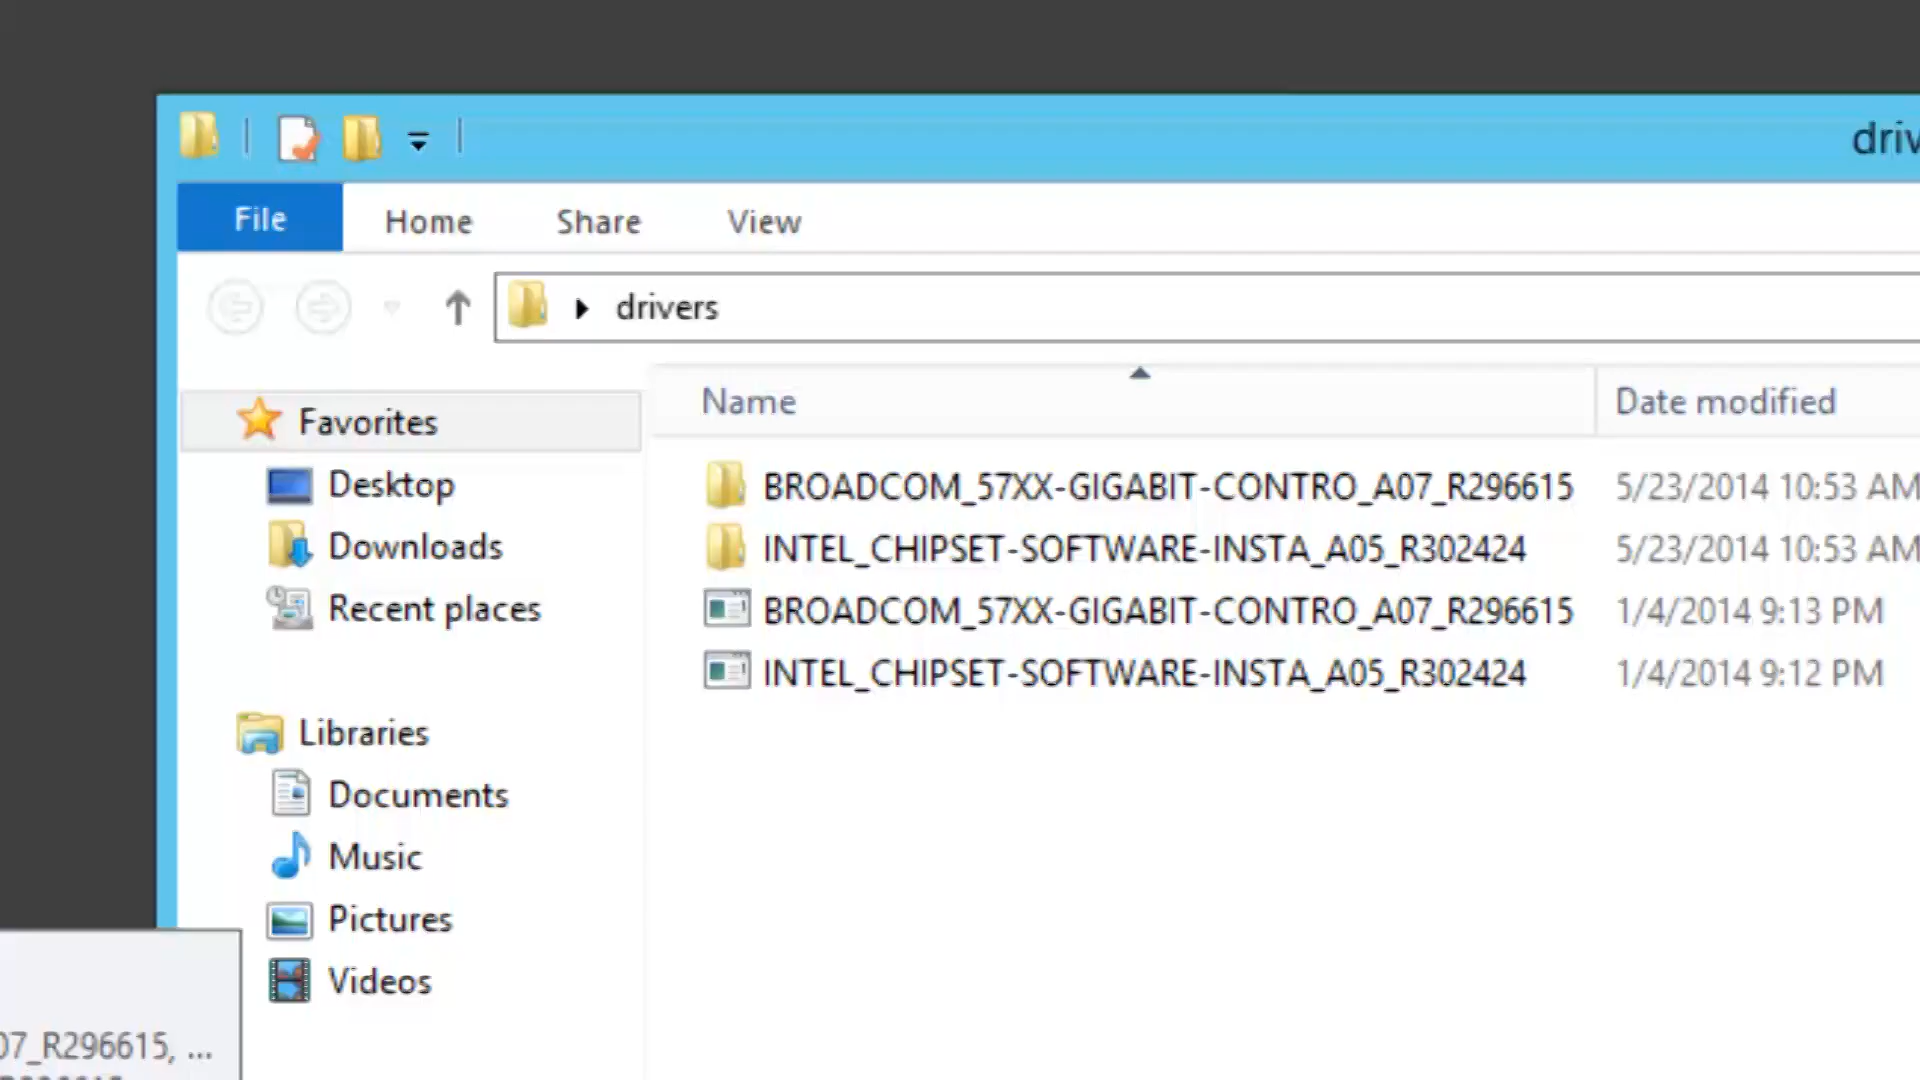 driv
File Home Share View
drivers
Name Date modified
Favorites
Desktop
Downloads
Recent places
Libraries
Documents
Music
Pictures
Videos
BROADCOM_57XX-GIGABIT-CONTRO_A07_R296615 5/23/2014 10:53 AM
INTEL_CHIPSET-SOFTWARE-INSTA_A05_R302424 5/23/2014 10:53 AM
BROADCOM_57XX-GIGABIT-CONTRO_A07_R296615 1/4/2014 9:13 PM
INTEL_CHIPSET-SOFTWARE-INSTA_A05_R302424 1/4/2014 9:12 PM
07_R296615, ...